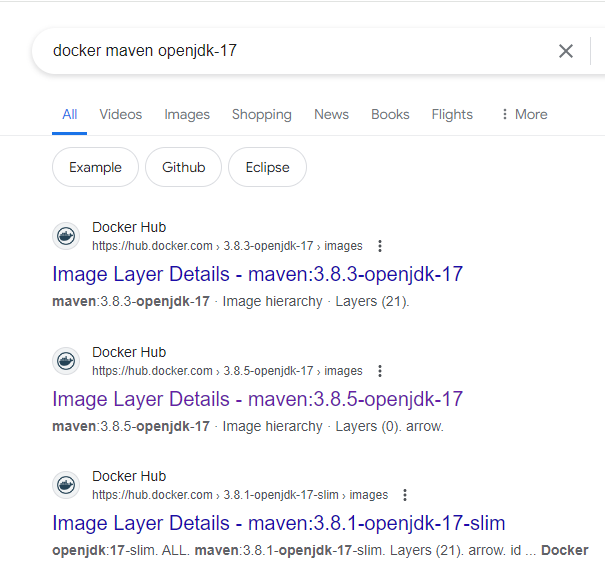 docker maven openjdk-17
All Videos Images Shopping News Books Flights More
Example Github Eclipse
Docker Hub
https://hub.docker.com › 3.8.3-openjdk-17 › images
Image Layer Details - maven:3.8.3-openjdk-17
maven:3.8.3-openjdk-17 · Image hierarchy · Layers (21).
Docker Hub
https://hub.docker.com › 3.8.5-openjdk-17 › images
Image Layer Details - maven:3.8.5-openjdk-17
maven:3.8.5-openjdk-17 · Image hierarchy · Layers (0). arrow.
Docker Hub
https://hub.docker.com › 3.8.1-openjdk-17-slim › images
Image Layer Details - maven:3.8.1-openjdk-17-slim
openjdk:17-slim. ALL. maven:3.8.1-openjdk-17-slim. Layers (21). arrow. id ... Docker